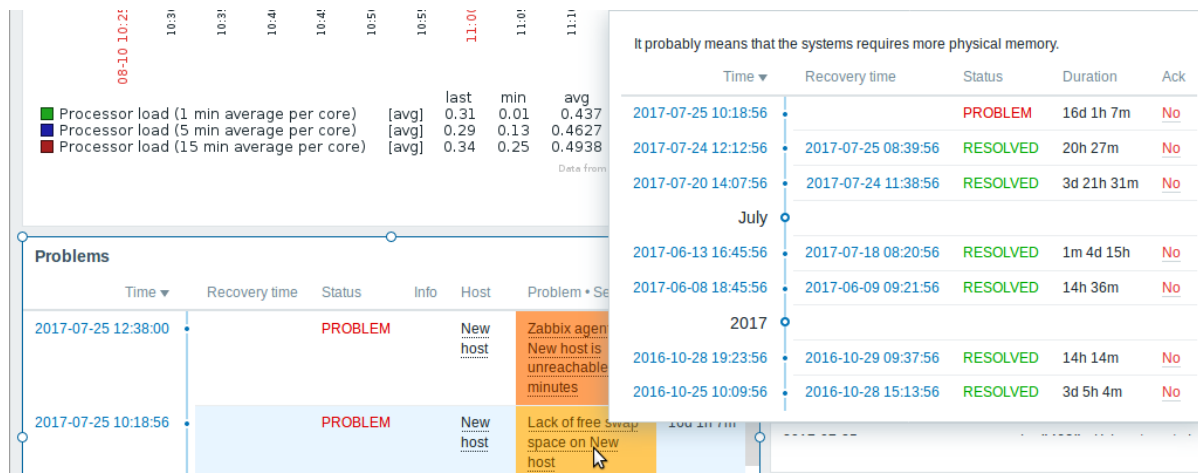 08-10 10:25
10:30
10:35
10:40
10:45
10:50
10:55
11:00
11:05
11:10
last min avg
Processor load (1 min average per core) [avg] 0.31 0.01 0.437
Processor load (5 min average per core) [avg] 0.29 0.13 0.4627
Processor load (15 min average per core) [avg] 0.34 0.25 0.4938
Data from
Problems
Time ▼ Recovery time Status Info Host Problem • Se
2017-07-25 12:38:00 PROBLEM New host Zabbix agen
New host is
unreachable
minutes
2017-07-25 10:18:56 PROBLEM New host Lack of free swap 16d 1h 7m
space on New
host
It probably means that the systems requires more physical memory.
Time ▼ Recovery time Status Duration Ack
2017-07-25 10:18:56 PROBLEM 16d 1h 7m No
2017-07-24 12:12:56 2017-07-25 08:39:56 RESOLVED 20h 27m No
2017-07-20 14:07:56 2017-07-24 11:38:56 RESOLVED 3d 21h 31m No
July
2017-06-13 16:45:56 2017-07-18 08:20:56 RESOLVED 1m 4d 15h No
2017-06-08 18:45:56 2017-06-09 09:21:56 RESOLVED 14h 36m No
2017
2016-10-28 19:23:56 2016-10-29 09:37:56 RESOLVED 14h 14m No
2016-10-25 10:09:56 2016-10-28 15:13:56 RESOLVED 3d 5h 4m No